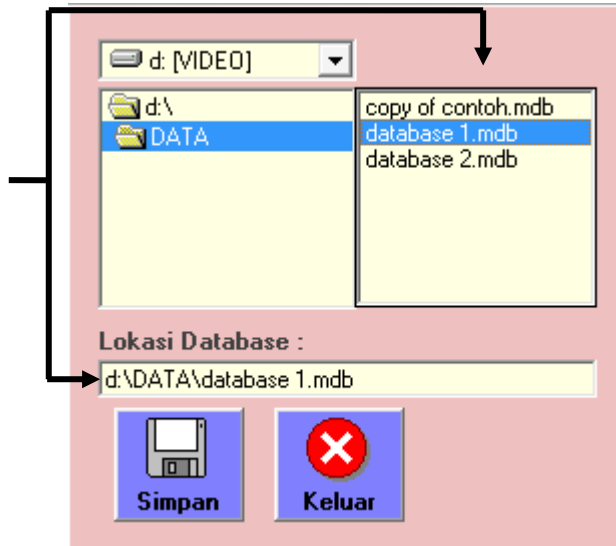 d: [VIDEO]
d:\
DATA
copy of contoh.mdb
database 1.mdb
database 2.mdb
Lokasi Database :
d:\DATA\database 1.mdb
Simpan
Keluar